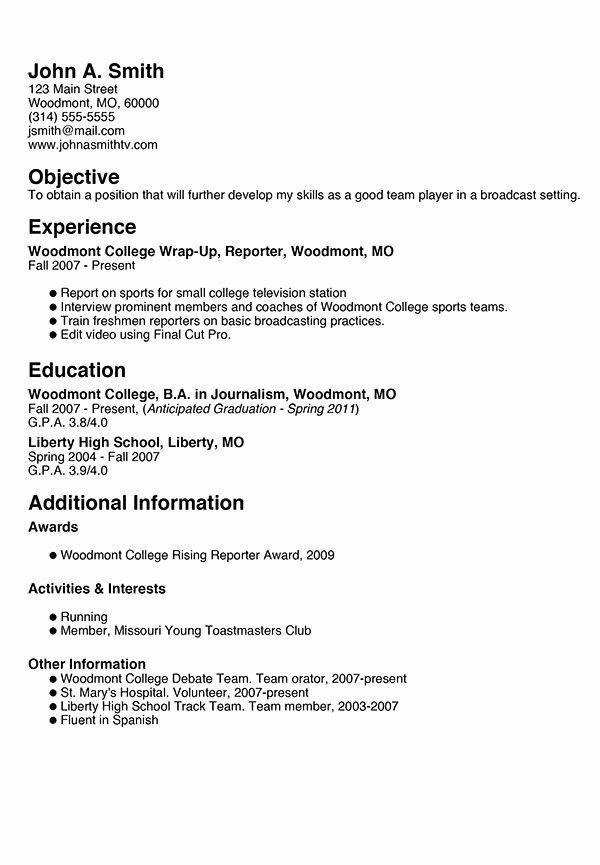 John A. Smith
123 Main Street
Woodmont, MO, 60000
(314) 555-5555
jsmith@mail.com
www.johnasmithtv.com
Objective
To obtain a position that will further develop my skills as a good team player in a broadcast setting.
Experience
Woodmont College Wrap-Up, Reporter, Woodmont, MO
Fall 2007 - Present
● Report on sports for small college television station
● Interview prominent members and coaches of Woodmont College sports teams.
● Train freshmen reporters on basic broadcasting practices.
● Edit video using Final Cut Pro.
Education
Woodmont College, B.A. in Journalism, Woodmont, MO
Fall 2007 - Present, (Anticipated Graduation - Spring 2011)
G.P.A. 3.8/4.0
Liberty High School, Liberty, MO
Spring 2004 - Fall 2007
G.P.A. 3.9/4.0
Additional Information
Awards
● Woodmont College Rising Reporter Award, 2009
Activities & Interests
● Running
● Member, Missouri Young Toastmasters Club
Other Information
● Woodmont College Debate Team. Team orator, 2007-present
● St. Mary's Hospital. Volunteer, 2007-present
● Liberty High School Track Team. Team member, 2003-2007
● Fluent in Spanish